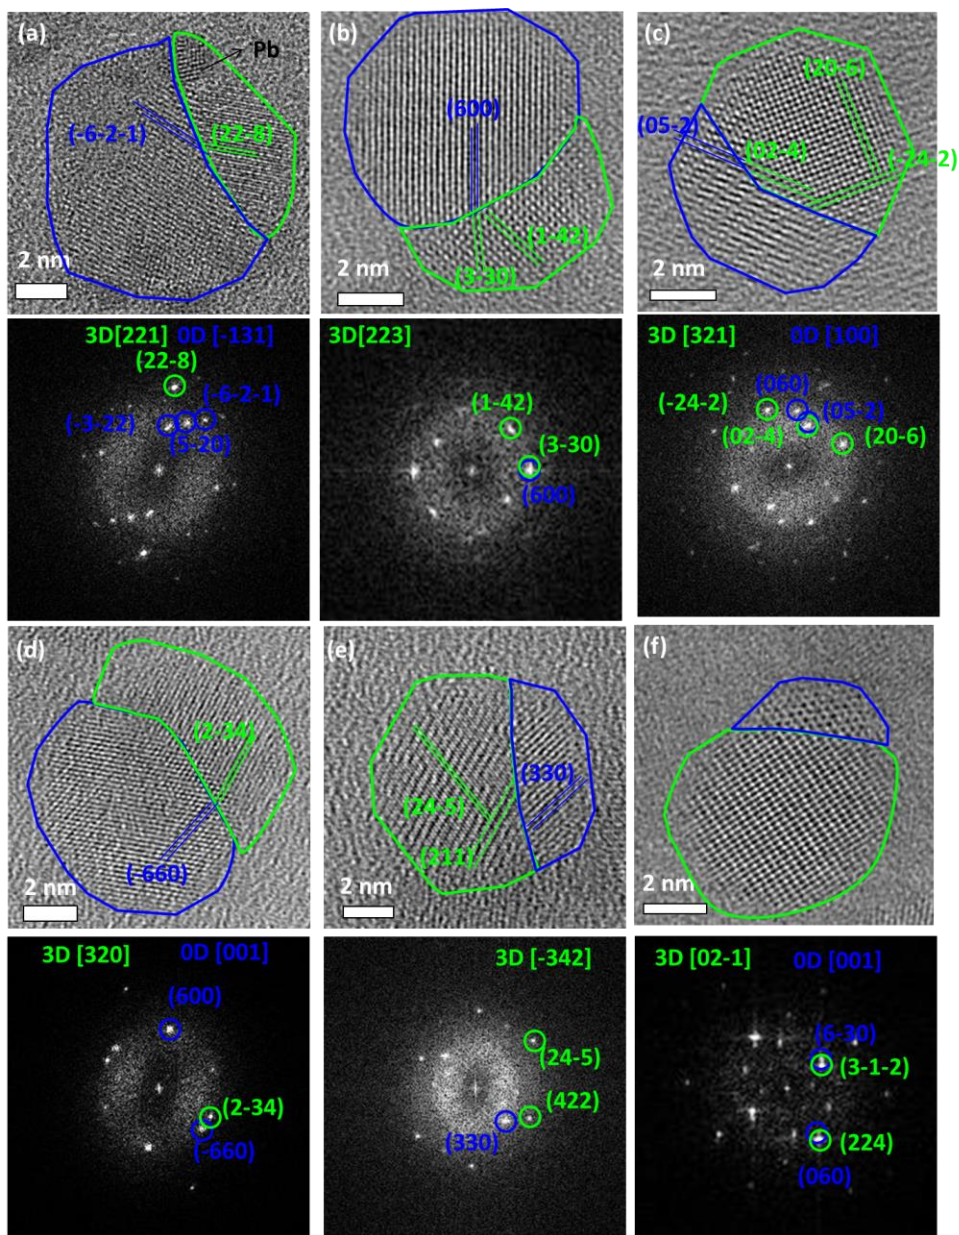 (a)
Pb
(-6-2-1)
(22-8)
2 nm
(b)
(600)
(1-42)
(3-30)
2 nm
(c)
(20-6)
(05-2)
(02-4)
(-24-2)
2 nm
3D[221] 0D [-131]
(22-8)
(-6-2-1)
(-3-22)
(5-20)
3D[223]
(1-42)
(3-30)
(600)
3D [321] 0D [100]
(060)
(-24-2)
(05-2)
(02-4)
(20-6)
(d)
(2-34)
(-660)
2 nm
(e)
(330)
(24-5)
(211)
2 nm
(f)
2 nm
3D [320] 0D [001]
(600)
(2-34)
(-660)
3D [-342]
(24-5)
(422)
(330)
3D [02-1] 0D [001]
(6-30)
(3-1-2)
(224)
(060)